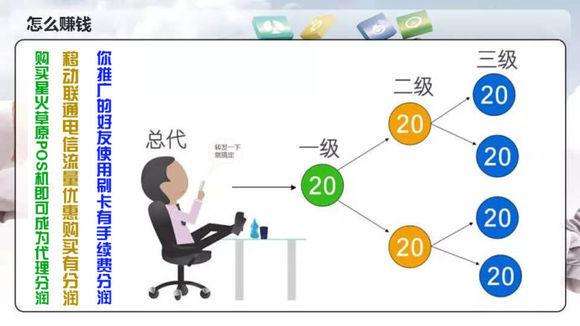 怎么赚钱
购买星火草原POS机即可成为代理分润
移动联通电信流量优惠购买有分润
你推广的好友使用刷卡有手续费分润
总代
转发一下
就搞定
一级
20
二级
20
20
三级
20
20
20
20